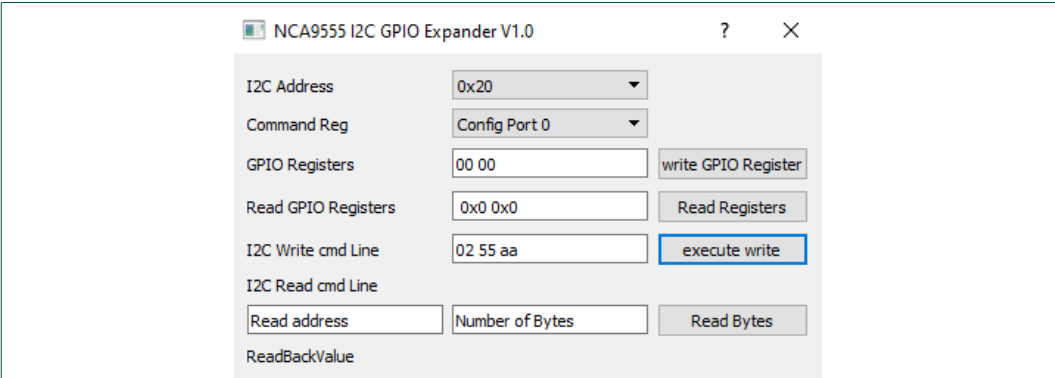 NCA9555 I2C GPIO Expander V1.0 ?
I2C Address 0x20
Command Reg Config Port 0
GPIO Registers 00 00 write GPIO Register
Read GPIO Registers 0x0 0x0 Read Registers
I2C Write cmd Line 02 55 aa execute write
I2C Read cmd Line
Read address Number of Bytes Read Bytes
ReadBackValue